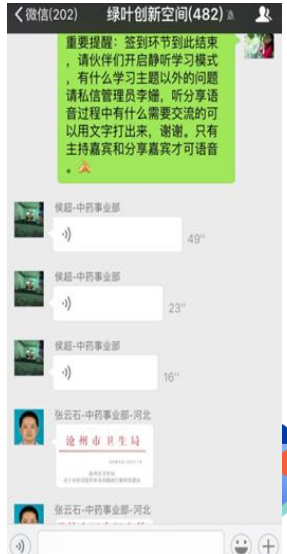 微信(202)
绿叶创新空间(482)
重要提醒：签到环节到此结束
，请伙伴们开启静听学习模式
，有什么学习主题以外的问题
请私信管理员李姗，听分享语
音过程中有什么需要交流的可
以用文字打出来，谢谢。只有
主持嘉宾和分享嘉宾才可语音
。
侯超-中药事业部
49"
侯超-中药事业部
23"
侯超-中药事业部
16"
张云石-中药事业部-河北
沧州市卫生局
张云石-中药事业部-河北